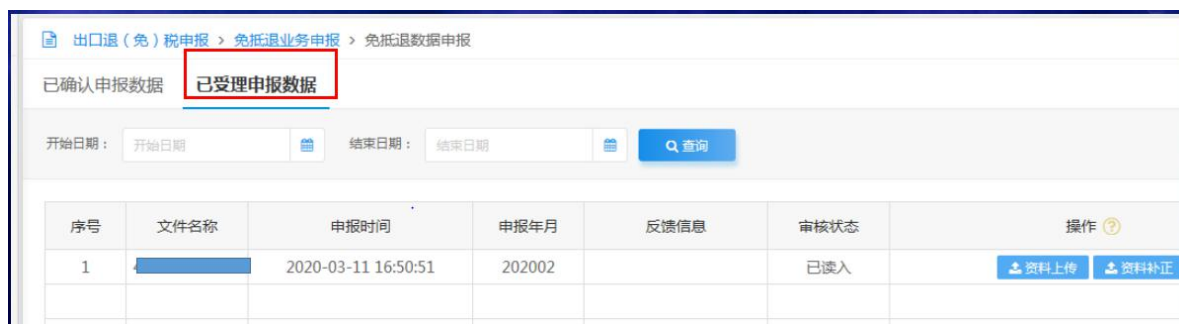 出口退（免）税申报 > 免抵退业务申报 > 免抵退数据申报
已确认申报数据 已受理申报数据
开始日期： 开始日期 结束日期： 结束日期 查询
序号 文件名称 申报时间 申报年月 反馈信息 审核状态 操作 ?
1 2020-03-11 16:50:51 202002 已读入 资料上传 资料补正